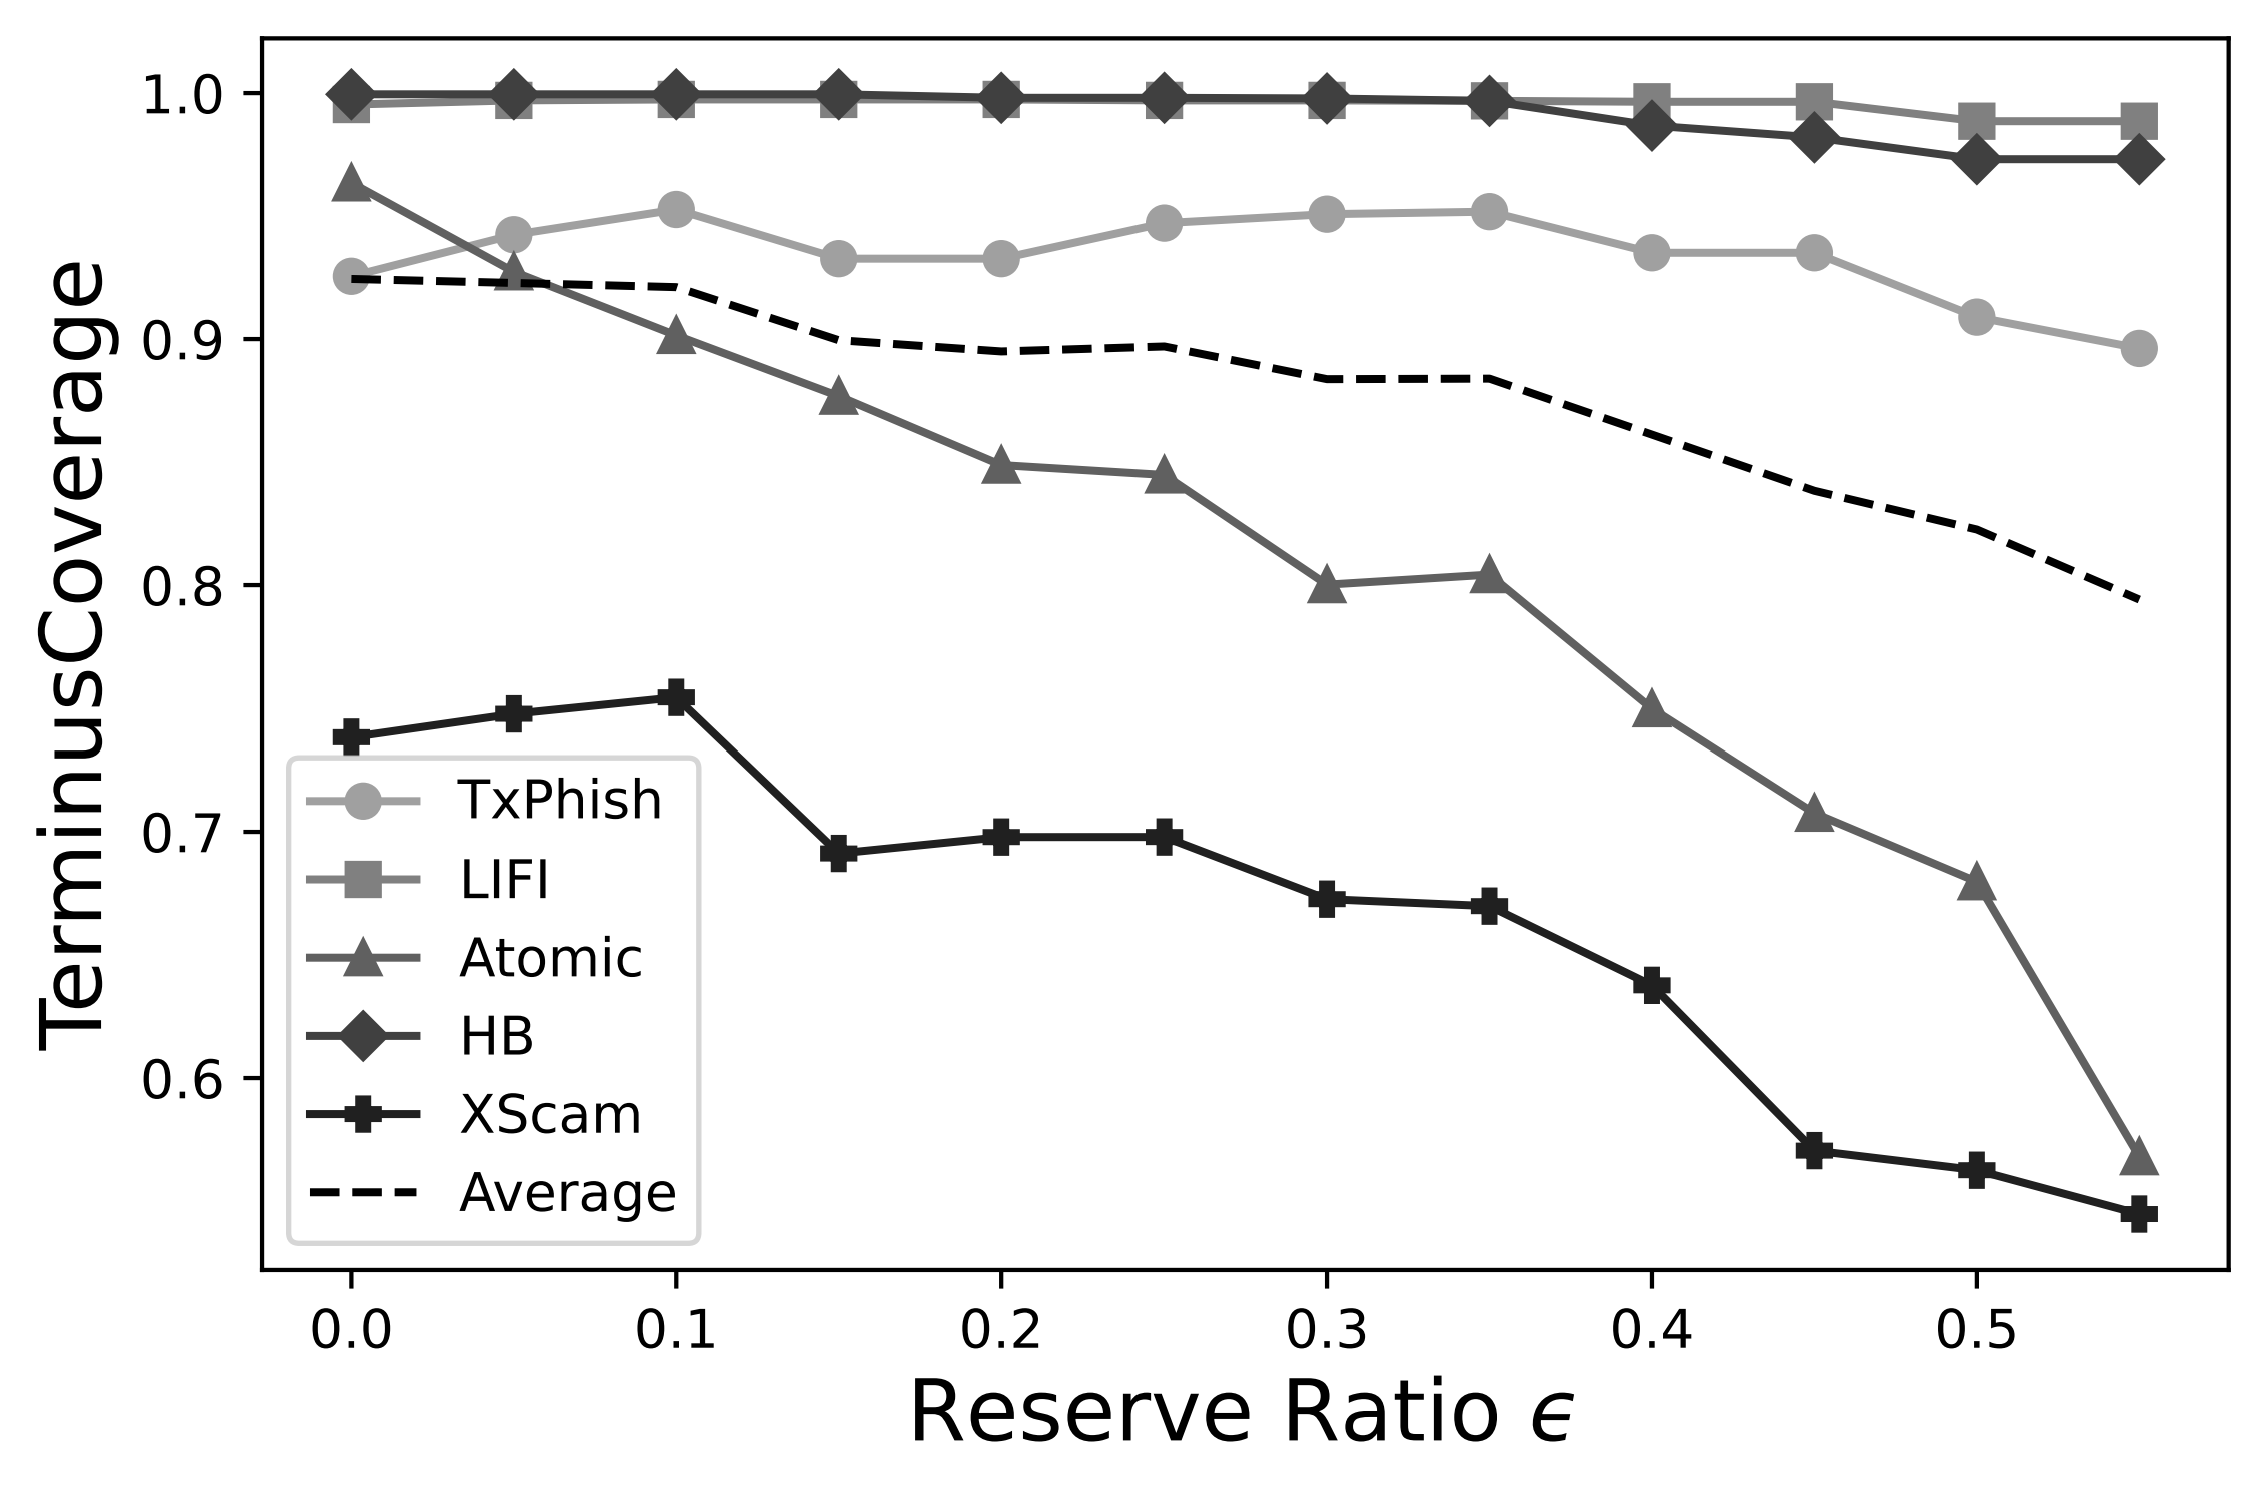 TerminusCoverage
1.0
0.9
0.8
0.7
0.6
TxPhish
LIFI
Atomic
HB
XScam
Average
0.0 0.1 0.2 0.3 0.4 0.5
Reserve Ratio ϵ